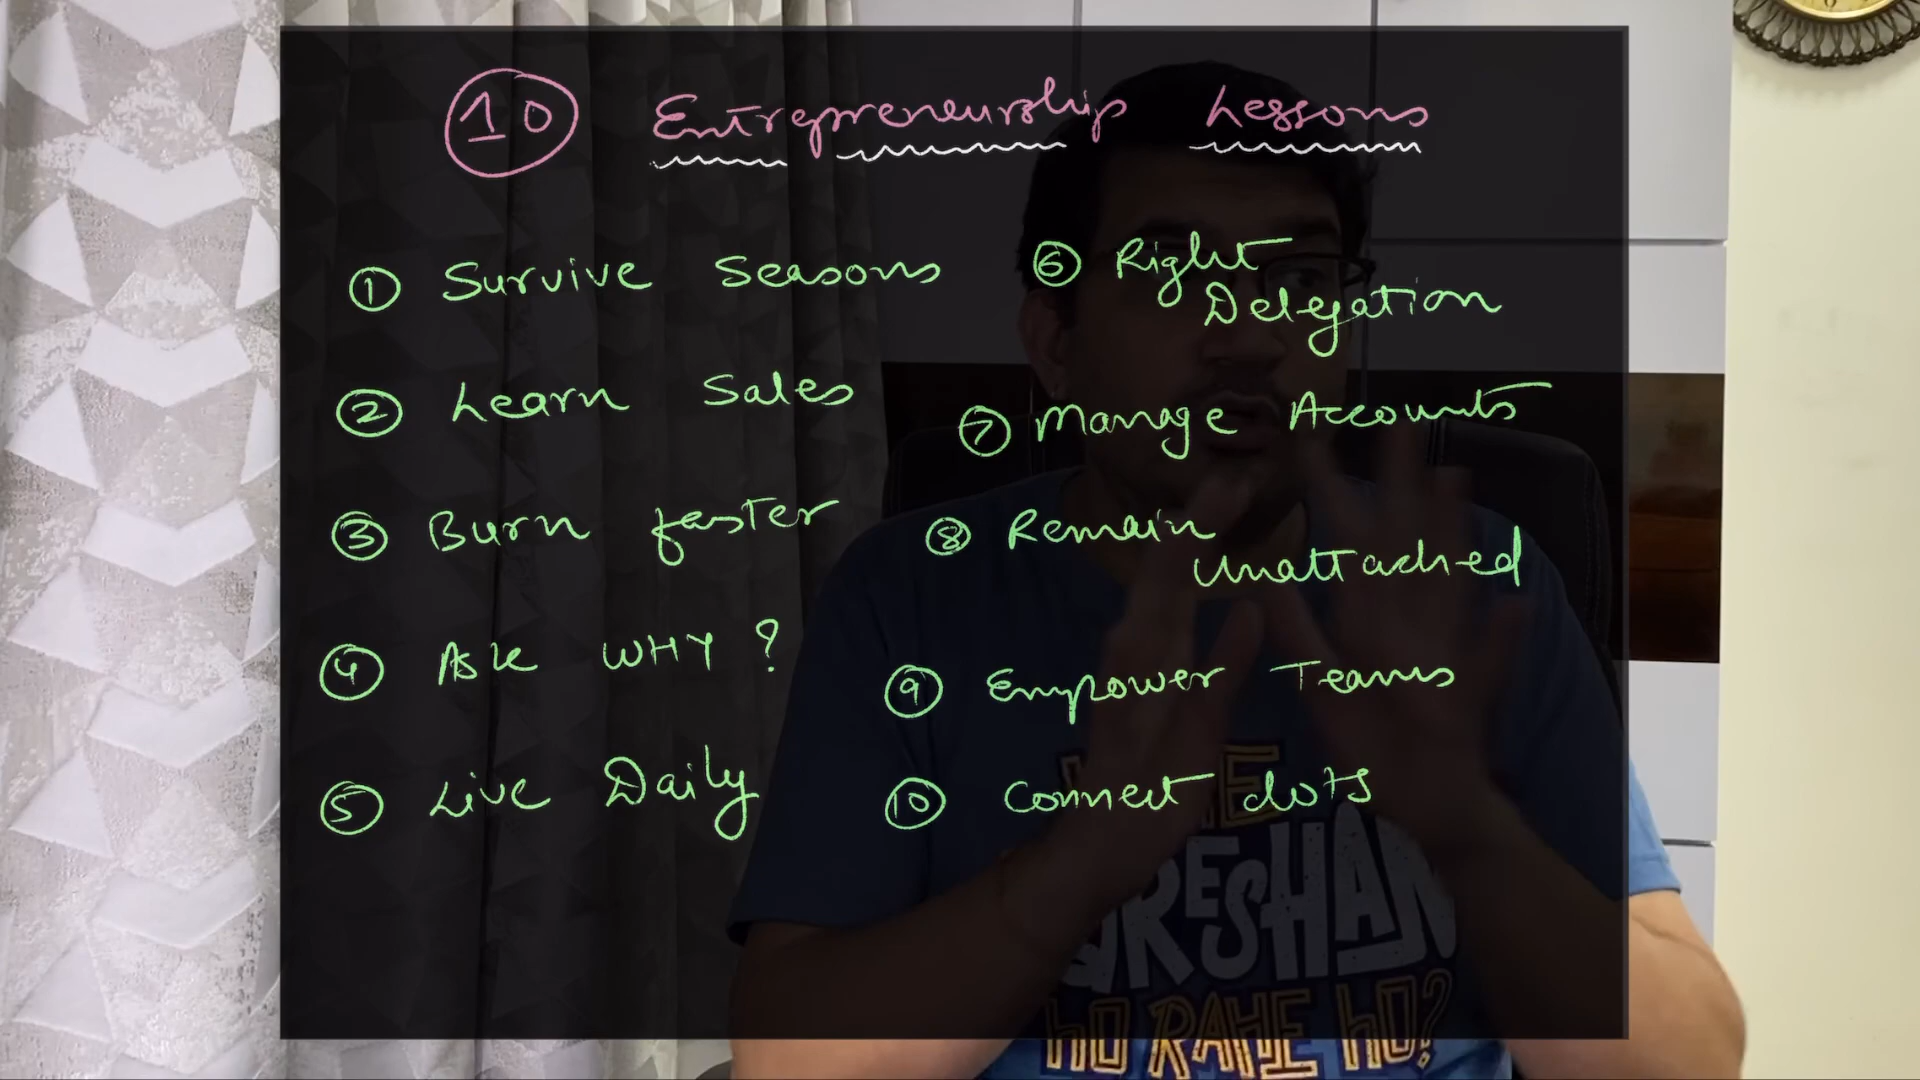 10 Entrepreneurship Lessons
1 Survive Seasons
2 Learn Sales
3 Burn faster
4 Ask WHY ?
5 Live Daily
6 Right
Delegation
7 Manage Accounts
8 Remain
Unattached
9 Empower Teams
10 Connect dots
RESHAN
HO RAHE HO?